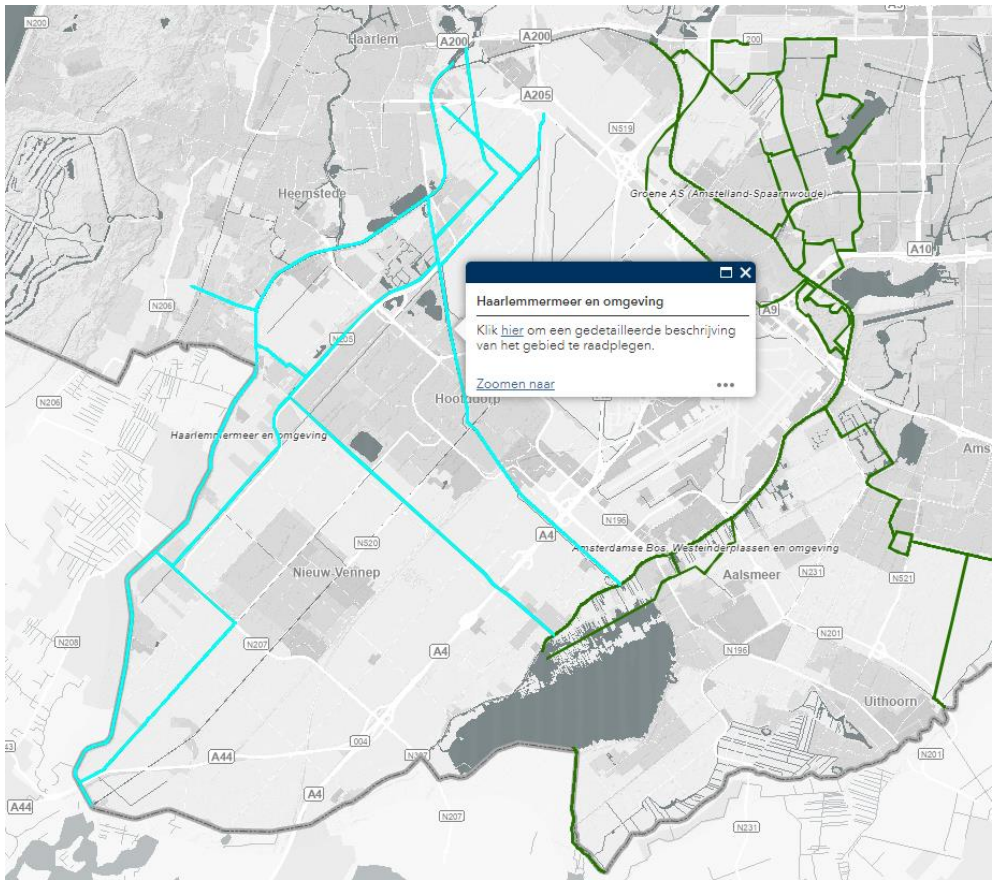 N200
Haarlem
A200
A200
200
A205
N519
Heemstede
Groene AS (Amstelland-Spaarnwoude)
A10
Haarlemmermeer en omgeving
Klik hier om een gedetailleerde beschrijving
van het gebied te raadplegen.
Zoomen naar
A9
N206
N205
N206
Hoofddorp
Haarlemmermeer en omgeving
Ams
N196
A4
N520
Amsterdamse Bos, Westeinderplassen en omgeving
Nieuw-Vennep
Aalsmeer
N231
N521
N208
N207
A4
N201
N196
Uithoorn
004
A44
N201
A44
A4
N207
N231